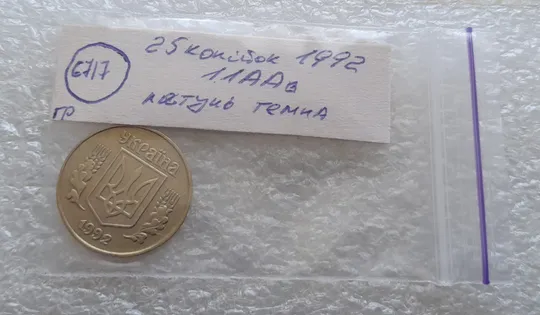 25 копійок 1992
67/7
11ААв
латунь темна
гр
УКРАЇНА
1992